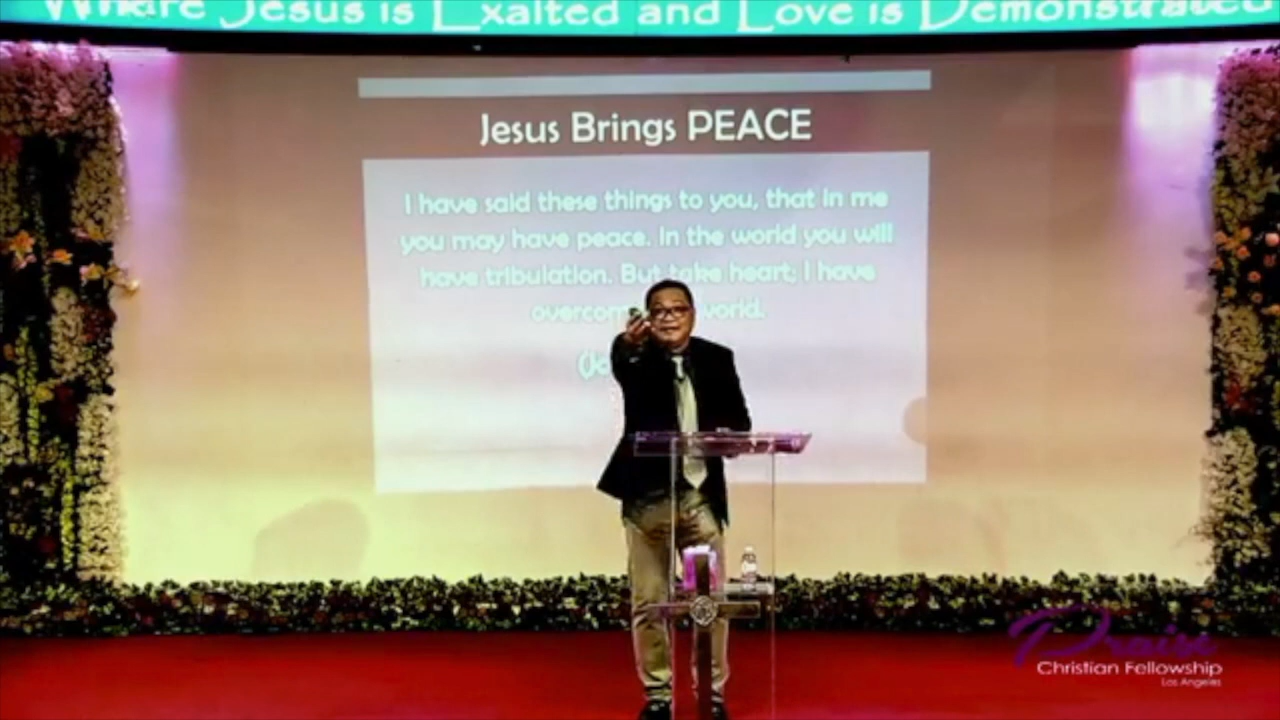 Where Jesus is Exalted and Love is Demonstrated
Jesus Brings PEACE
I have said these things to you, that in me
you may have peace. In the world you will
have tribulation. But take heart; I have
world.
Praise
Christian Fellowship
Los Angeles